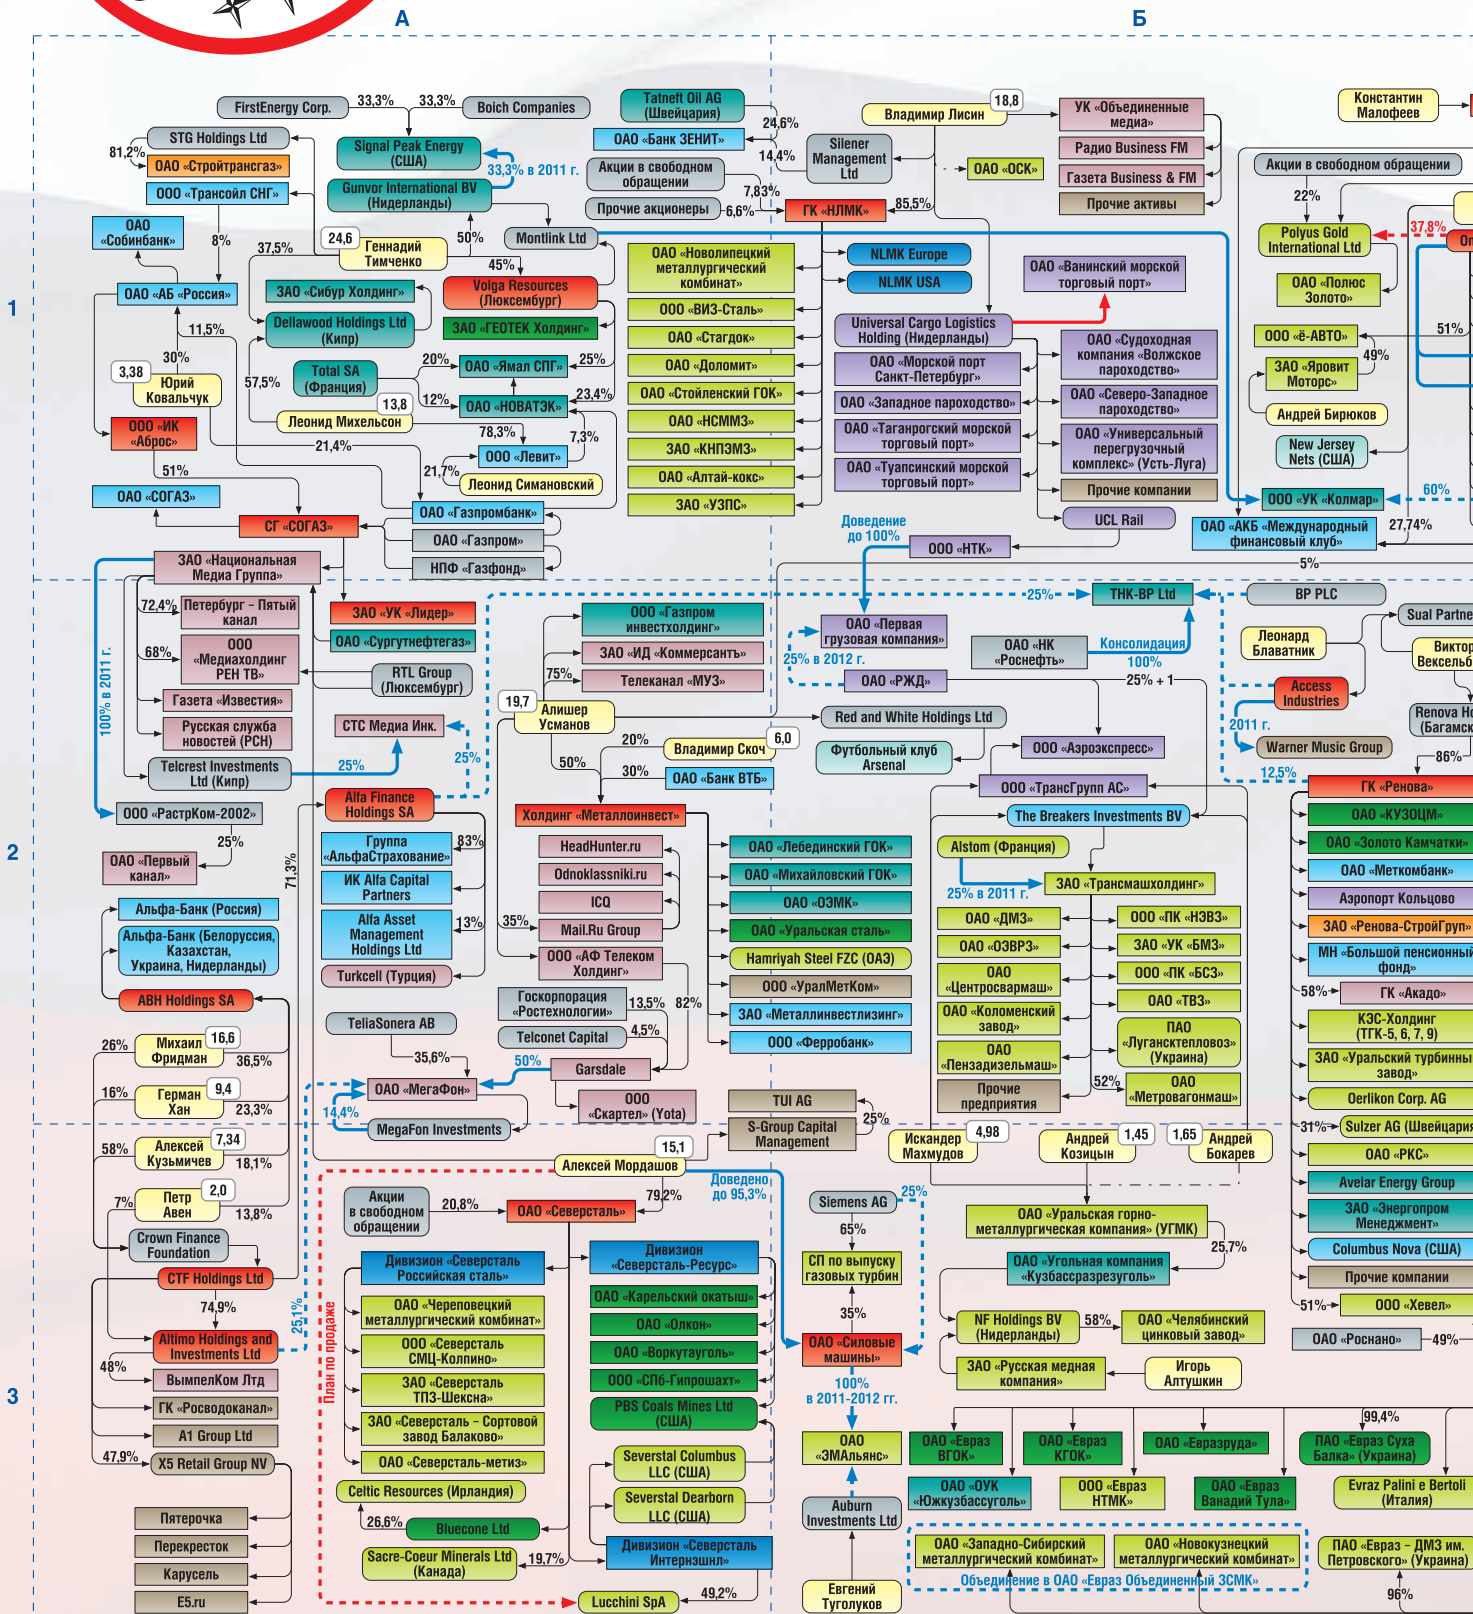 А
Б
1
FirstEnergy Corp.
33,3%
33,3%
Boich Companies
STG Holdings Ltd
81,2%
ОАО «Стройтрансгаз»
ООО «Трансойл СНГ»
Signal Peak Energy
(США)
33,3% в 2011 г.
Gunvor International BV
(Нидерланды)
ОАО
«Собинбанк»
8%
37,5%
24,6
Геннадий
Тимченко
50%
Montlink Ltd
45%
ОАО «АБ «Россия»
ЗАО «Сибур Холдинг»
Volga Resources
(Люксембург)
Dellawood Holdings Ltd
(Кипр)
ЗАО «ГЕОТЕК Холдинг»
11,5%
30%
3,38
Юрий
Ковальчук
57,5%
Total SA
(Франция)
20%
ОАО «Ямал СПГ»
25%
12%
ОАО «НОВАТЭК»
23,4%
13,8
Леонид Михельсон
78,3%
7,3%
ООО «ИК
«Аброс»
21,4%
ООО «Левит»
21,7%
Леонид Симановский
51%
ОАО «СОГАЗ»
СГ «СОГАЗ»
ОАО «Газпромбанк»
ОАО «Газпром»
НПФ «Газфонд»
Tatneft Oil AG
(Швейцария)
24,6%
ОАО «Банк ЗЕНИТ»
14,4%
Акции в свободном
обращении
7,83%
Прочие акционеры
6,6%
ГК «НЛМК»
85,5%
Silener
Management
Ltd
Владимир Лисин
18,8
ОАО «ОСК»
УК «Объединенные
медиа»
Радио Business FM
Газета Business & FM
Прочие активы
ОАО «Новолипецкий
металлургический
комбинат»
ООО «ВИЗ-Сталь»
ОАО «Стагдок»
ОАО «Доломит»
ОАО «Стойленский ГОК»
ОАО «НСММЗ»
ЗАО «КНПЭМЗ»
ОАО «Алтай-кокс»
ЗАО «УЗПС»
NLMK Europe
NLMK USA
ОАО «Ванинский морской
торговый порт»
Universal Cargo Logistics
Holding (Нидерланды)
ОАО «Морской порт
Санкт-Петербург»
ОАО «Западное пароходство»
ОАО «Таганрогский морской
торговый порт»
ОАО «Туапсинский морской
торговый порт»
ОАО «Судоходная
компания «Волжское
пароходство»
ОАО «Северо-Западное
пароходство»
ОАО «Универсальный
перегрузочный
комплекс» (Усть-Луга)
Прочие компании
UCL Rail
Доведение
до 100%
ООО «НТК»
Константин
Малофеев
Акции в свободном обращении
22%
Polyus Gold
International Ltd
37,8%
ОАО «Полюс
Золото»
ООО «ё-АВТО»
51%
49%
ЗАО «Яровит
Моторс»
Андрей Бирюков
New Jersey
Nets (США)
ООО «УК «Колмар»
60%
ОАО «АКБ «Международный
финансовый клуб»
27,74%
5%
2
ЗАО «Национальная
Медиа Группа»
72,4%
Петербург – Пятый
канал
68%
ООО
«Медиахолдинг
РЕН ТВ»
Газета «Известия»
Русская служба
новостей (РСН)
100% в 2011 г.
Telcrest Investments
Ltd (Кипр)
25%
ООО «РастрКом-2002»
25%
ОАО «Первый
канал»
ЗАО «УК «Лидер»
ОАО «Сургутнефтегаз»
RTL Group
(Люксембург)
СТС Медиа Инк.
25%
Alfa Finance
Holdings SA
71,3%
Группа
«АльфаСтрахование»
83%
ИК Alfa Capital
Partners
Alfa Asset
Management
Holdings Ltd
13%
Turkcell (Турция)
Альфа-Банк (Россия)
Альфа-Банк (Белоруссия,
Казахстан,
Украина, Нидерланды)
ABH Holdings SA
26%
Михаил
Фридман
16,6
36,5%
16%
Герман
Хан
9,4
23,3%
TeliaSonera AB
35,6%
ОАО «МегаФон»
14,4%
MegaFon Investments
ООО «Газпром
инвестхолдинг»
ЗАО «ИД «Коммерсантъ»
75%
Телеканал «МУЗ»
19,7
Алишер
Усманов
20%
Владимир Скоч
6,0
50%
30%
ОАО «Банк ВТБ»
Холдинг «Металлоинвест»
HeadHunter.ru
Odnoklassniki.ru
ICQ
35%
Mail.Ru Group
ООО «АФ Телеком
Холдинг»
Госкорпорация
«Ростехнологии»
13,5%
82%
Telconet Capital
4,5%
50%
Garsdale
ООО
«Скартел» (Yota)
ОАО «Лебединский ГОК»
ОАО «Михайловский ГОК»
ОАО «ОЭМК»
ОАО «Уральская сталь»
Hamriyah Steel FZC (ОАЭ)
ООО «УралМетКом»
ЗАО «Металлинвестлизинг»
ООО «Ферробанк»
TUI AG
25%
S-Group Capital
Management
25%
THK-BP Ltd
BP PLC
ОАО «Первая
грузовая компания»
25% в 2012 г.
ОАО «РЖД»
ОАО «НК
«Роснефть»
Консолидация
100%
25% + 1
Red and White Holdings Ltd
Футбольный клуб
Arsenal
ООО «Аэроэкспресс»
ООО «ТрансГрупп АС»
The Breakers Investments BV
Alstom (Франция)
25% в 2011 г.
ЗАО «Трансмашхолдинг»
ОАО «ДМЗ»
ОАО «ОЭВРЗ»
ОАО
«Центросвармаш»
ОАО «Коломенский
завод»
ОАО
«Пензадизельмаш»
Прочие
предприятия
ООО «ПК «НЭВЗ»
ЗАО «УК «БМЗ»
ООО «ПК «БСЗ»
ОАО «ТВЗ»
ПАО
«Лугансктепловоз»
(Украина)
52%
ОАО
«Метровагонмаш»
Sual Partne
Леонард
Блаватник
Виктор
Вексельб
Access
Industries
2011 г.
Warner Music Group
Renova Ho
(Багамск
86%
12,5%
ГК «Ренова»
ОАО «КУЗОЦМ»
ОАО «Золото Камчатки»
ОАО «Меткомбанк»
Аэропорт Кольцово
ЗАО «Ренова-СтройГруп»
МН «Большой пенсионный
фонд»
58%
ГК «Акадо»
КЭС-Холдинг
(ТГК-5, 6, 7, 9)
ЗАО «Уральский турбинны
завод»
Oerlikon Corp. AG
31%
Sulzer AG (Швейцария
3
58%
Алексей
Кузьмичев
7,34
18,1%
7%
Петр
Авен
2,0
13,8%
Crown Finance
Foundation
CTF Holdings Ltd
74,9%
25,1%
Altimo Holdings and
Investments Ltd
48%
ВымпелКом Лтд
ГК «Росводоканал»
A1 Group Ltd
47,9%
X5 Retail Group NV
Пятерочка
Перекресток
Карусель
E5.ru
15,1
Алексей Мордашов
79,2%
Доведено
до 95,3%
Акции
в свободном
обращении
20,8%
ОАО «Северсталь»
План по продаже
Дивизион «Северсталь
Российская сталь»
ОАО «Череповецкий
металлургический комбинат»
ООО «Северсталь
СМЦ-Колпино»
ЗАО «Северсталь
ТПЗ-Шексна»
ЗАО «Северсталь – Сортовой
завод Балаково»
ОАО «Северсталь-метиз»
Celtic Resources (Ирландия)
26,6%
Bluecone Ltd
Sacre-Coeur Minerals Ltd
(Канада)
19,7%
Дивизион
«Северсталь-Ресурс»
ОАО «Карельский окатыш»
ОАО «Олкон»
ОАО «Воркутауголь»
ООО «СПб-Гипрошахт»
PBS Coals Mines Ltd
(США)
Severstal Columbus
LLC (США)
Severstal Dearborn
LLC (США)
Дивизион «Северсталь
Интернэшнл»
49,2%
Lucchini SpA
Siemens AG
25%
65%
СП по выпуску
газовых турбин
35%
ОАО «Силовые
машины»
100%
в 2011-2012 гг.
ОАО
«ЭМАльянс»
Auburn
Investments Ltd
Евгений
Туголуков
Искандер
Махмудов
4,98
Андрей
Козицын
1,45
1,65
Андрей
Бокарев
ОАО «Уральская горно-
металлургическая компания» (УГМК)
25,7%
ОАО «Угольная компания
«Кузбассразрезуголь»
NF Holdings BV
(Нидерланды)
58%
ОАО «Челябинский
цинковый завод»
ЗАО «Русская медная
компания»
Игорь
Алтушкин
ОАО «РКС»
Avelar Energy Group
ЗАО «Энергопром
Менеджмент»
Columbus Nova (США)
Прочие компании
51%
ООО «Хевел»
ОАО «Роснано»
49%
ОАО «Евраз
ВГОК»
ОАО «Евраз
КГОК»
ОАО «Евразруда»
99,4%
ПАО «Евраз Суха
Балка» (Украина)
ОАО «ОУК
«Южкузбассуголь»
ООО «Евраз
НТМК»
ОАО «Евраз
Ванадий Тула»
Evraz Palini e Bertoli
(Италия)
ОАО «Западно-Сибирский
металлургический комбинат»
ОАО «Новокузнецкий
металлургический комбинат»
Объединение в ОАО «Евраз Объединенный ЗСМК»
ПАО «Евраз – ДМЗ им.
Петровского» (Украина)
96%